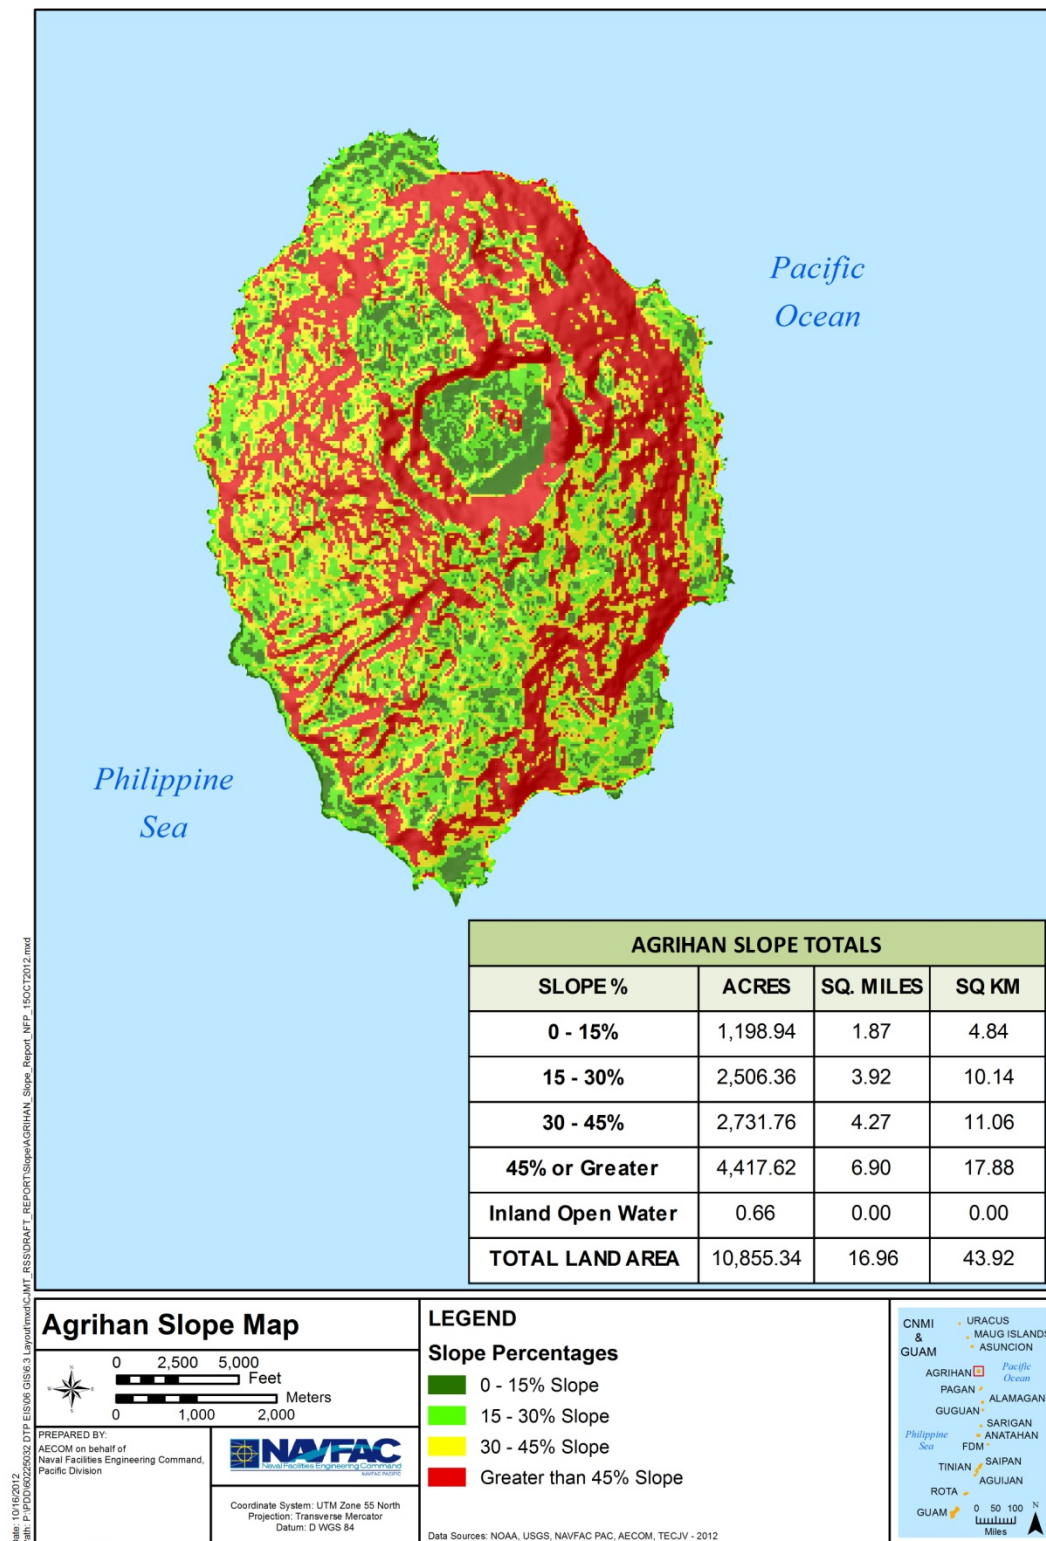 Pacific
Ocean
Philippine
Sea
AGRIHAN SLOPE TOTALS
SLOPE % ACRES SQ. MILES SQ KM
0 - 15% 1,198.94 1.87 4.84
15 - 30% 2,506.36 3.92 10.14
30 - 45% 2,731.76 4.27 11.06
45% or Greater 4,417.62 6.90 17.88
Inland Open Water 0.66 0.00 0.00
TOTAL LAND AREA 10,855.34 16.96 43.92
Date: 10/16/2012
Agrihan Slope Map
N
0 2,500 5,000
Feet
Meters
0 1,000 2,000
PREPARED BY:
AECOM on behalf of
Naval Facilities Engineering Command,
Pacific Division
NAVFAC
Naval Facilities Engineering Command
NAVFAC PACIFIC
Coordinate System: UTM Zone 55 North
Projection: Transverse Mercator
Datum: D WGS 84
LEGEND
Slope Percentages
0 - 15% Slope
15 - 30% Slope
30 - 45% Slope
Greater than 45% Slope
Data Sources: NOAA, USGS, NAVFAC PAC, AECOM, TECJV - 2012
CNMI
&
GUAM
URACUS
MAUG ISLANDS
ASUNCION
AGRIHAN
Pacific
Ocean
PAGAN
ALAMAGAN
GUGUAN
SARIGAN
Philippine
Sea
ANATAHAN
FDM
TINIAN
SAIPAN
AGUIJAN
ROTA
GUAM
0 50 100
Miles
N